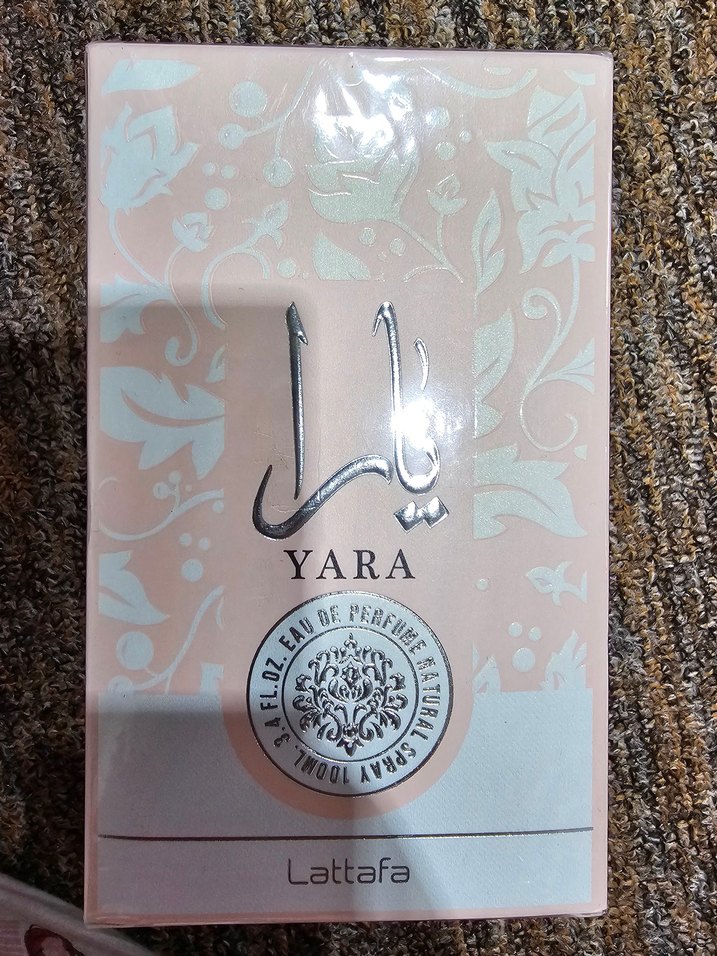 يارا
YARA
EAU DE PERFUME NATURAL SPRAY 100ML. 3.4 FL.OZ.
Lattafa